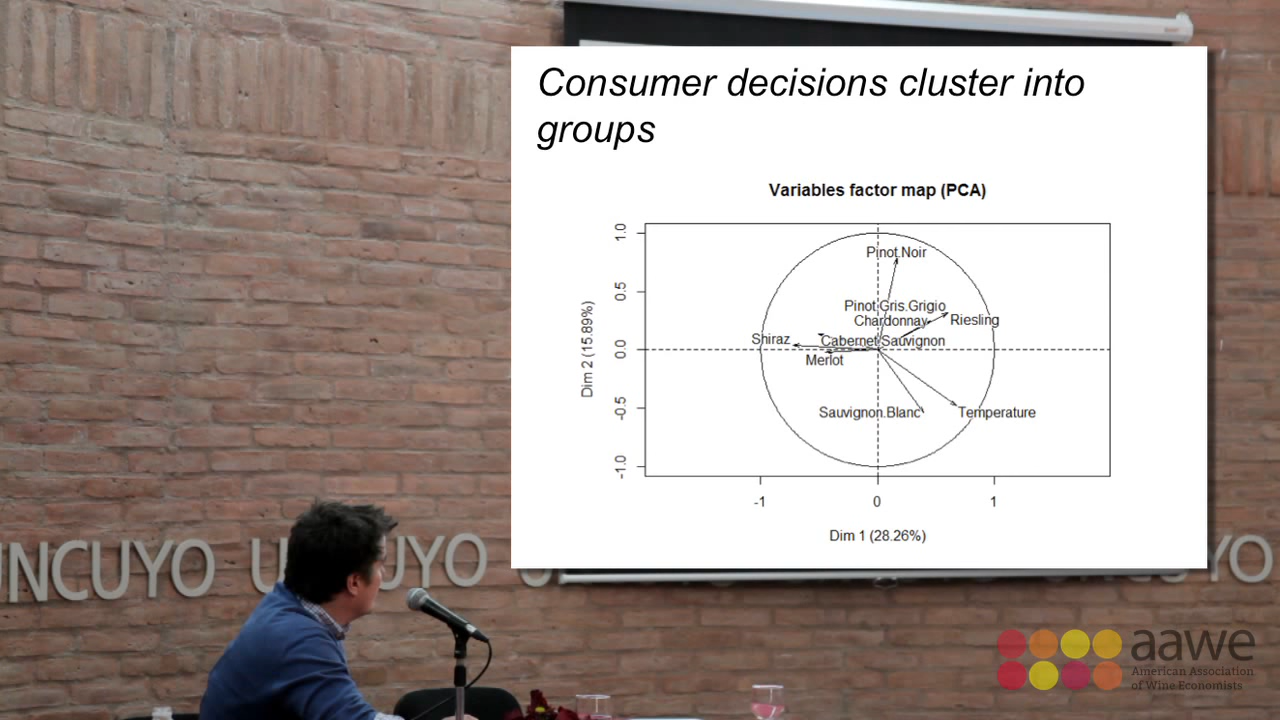 Consumer decisions cluster into
groups
Variables factor map (PCA)
Dim 2 (15.89%)
1.0
0.5
0.0
-0.5
-1.0
Pinot.Noir
Pinot.Gris.Grigio
Chardonnay
Riesling
Shiraz
Cabernet.Sauvignon
Merlot
Sauvignon.Blanc
Temperature
-1
0
1
Dim 1 (28.26%)
UNCUYO U UYO U YO
aawe
American Association
of Wine Economists